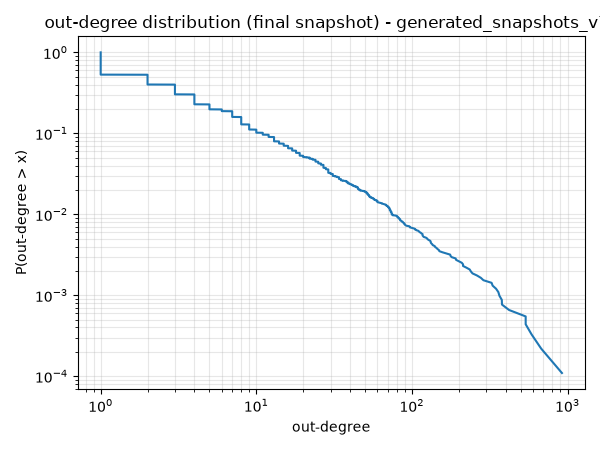 out-degree distribution (final snapshot) - generated_snapshots_v
10⁰
10⁻¹
10⁻²
10⁻³
10⁻⁴
P(out-degree > x)
10⁰ 10¹ 10² 10³
out-degree